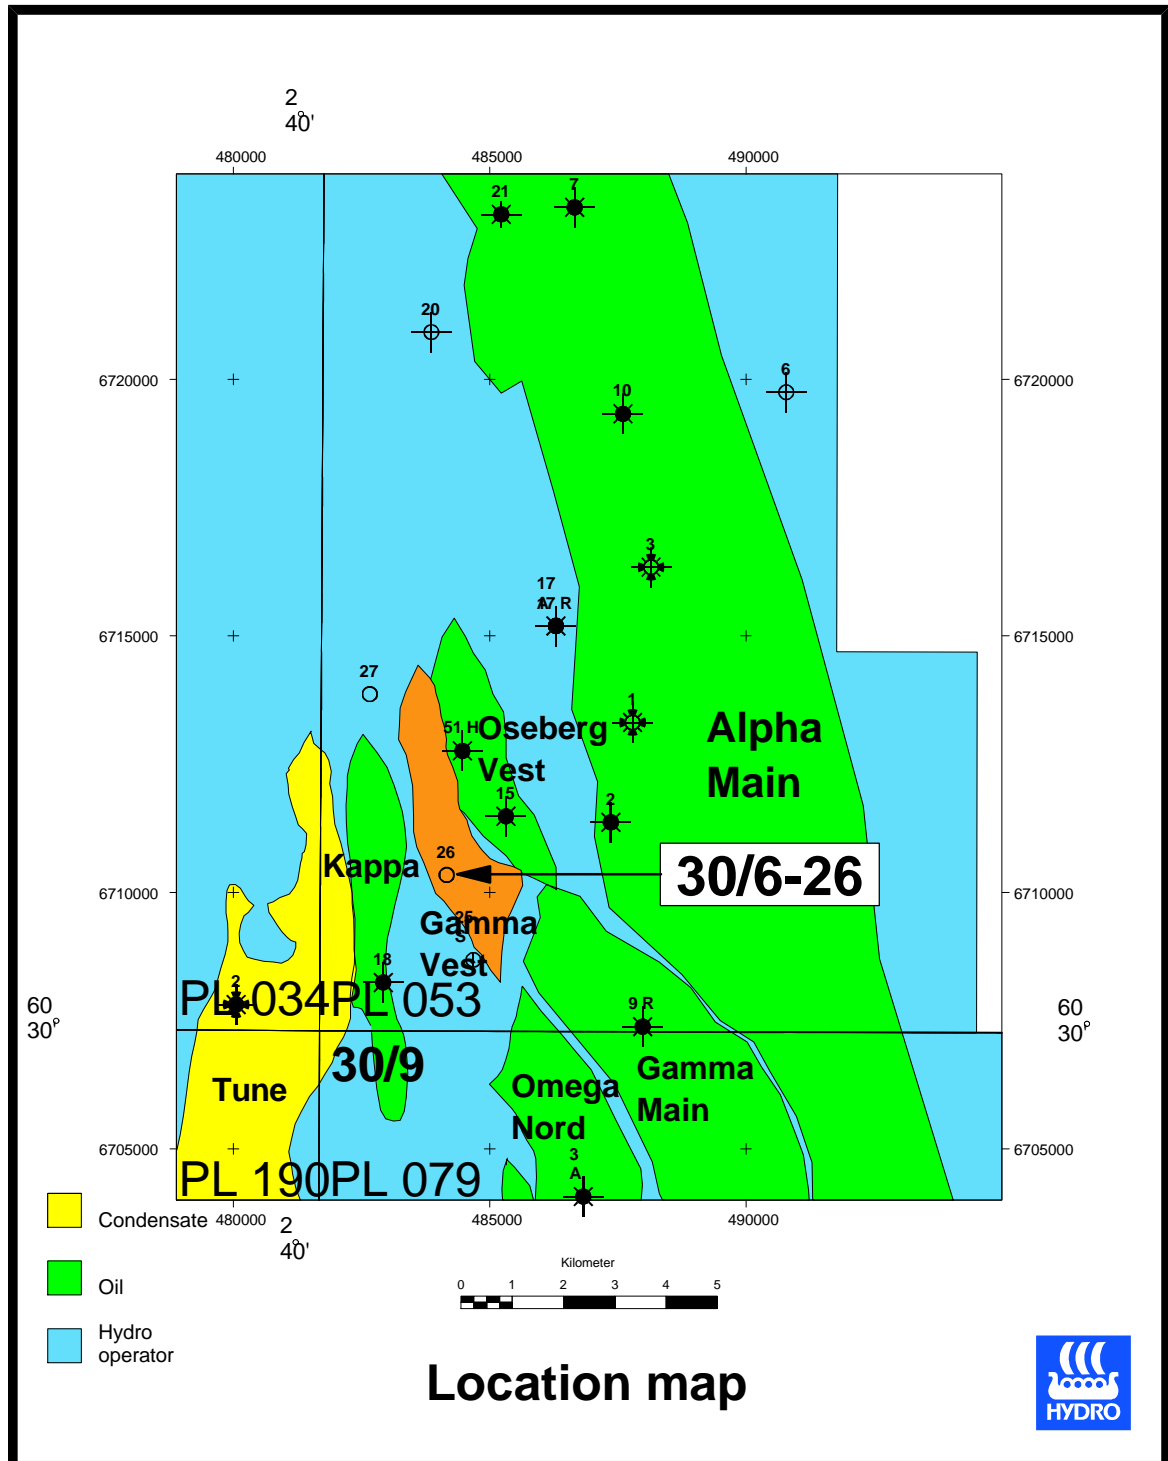 2°
40'
480000
485000
490000
21
7
20
6720000
6720000
6
10
3
17
17 R
A
6715000
6715000
27
1
51 H
Oseberg
Vest
Alpha
Main
15
2
26
Kappa
30/6-26
6710000
6710000
25
S
Gamma
Vest
13
2
PL 034
PL 053
9 R
60
30°
60
30°
30/9
Tune
Omega
Nord
Gamma
Main
3
A
6705000
6705000
PL 190
PL 079
480000
485000
490000
2
40'
Condensate
Oil
Hydro
operator
Kilometer
0 1 2 3 4 5
Location map
HYDRO